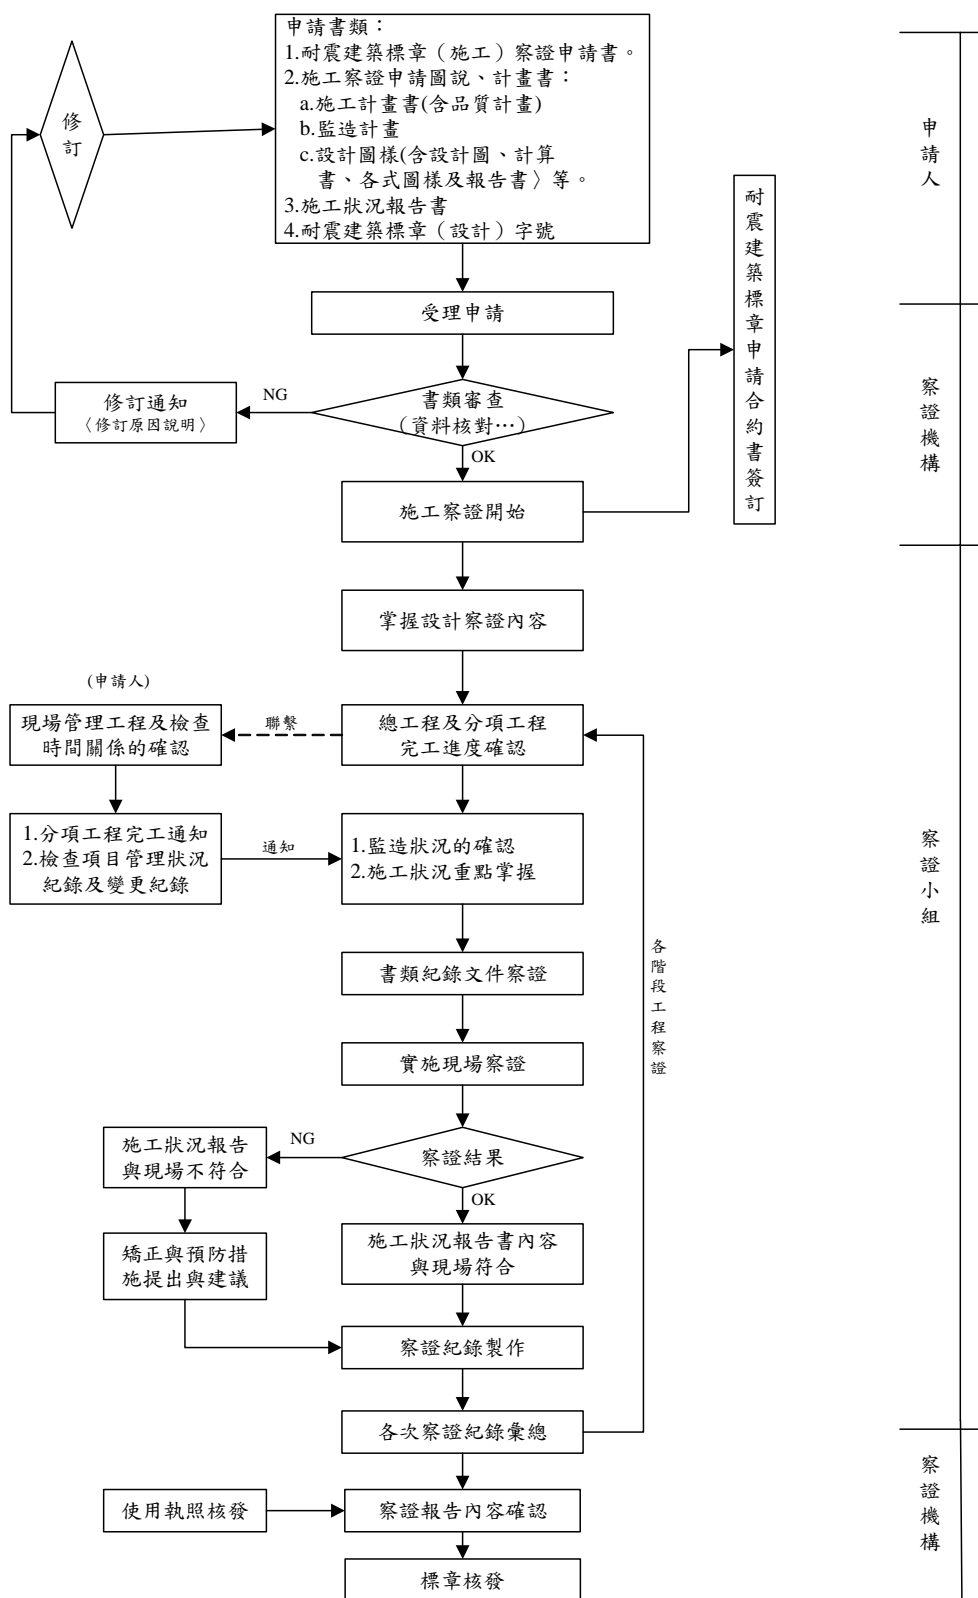 申請書類：
1.耐震建築標章（施工）察證申請書。
2.施工察證申請圖說、計畫書：
a.施工計畫書(含品質計畫)
b.監造計畫
c.設計圖樣(含設計圖、計算
書、各式圖樣及報告書〉等。
3.施工狀況報告書
4.耐震建築標章（設計）字號
修訂
申請人
耐震建築標章申請合約書簽訂
受理申請
修訂通知
〈修訂原因說明〉
NG
書類審查
(資料核對…)
OK
察證機構
施工察證開始
掌握設計察證內容
(申請人)
現場管理工程及檢查
時間關係的確認
聯繫
總工程及分項工程
完工進度確認
1.分項工程完工通知
2.檢查項目管理狀況
紀錄及變更紀錄
通知
1.監造狀況的確認
2.施工狀況重點掌握
察證小組
各階段工程察證
書類紀錄文件察證
實施現場察證
施工狀況報告
與現場不符合
NG
察證結果
OK
矯正與預防措
施提出與建議
施工狀況報告書內容
與現場符合
察證紀錄製作
各次察證紀錄彙總
使用執照核發
察證報告內容確認
察證機構
標章核發